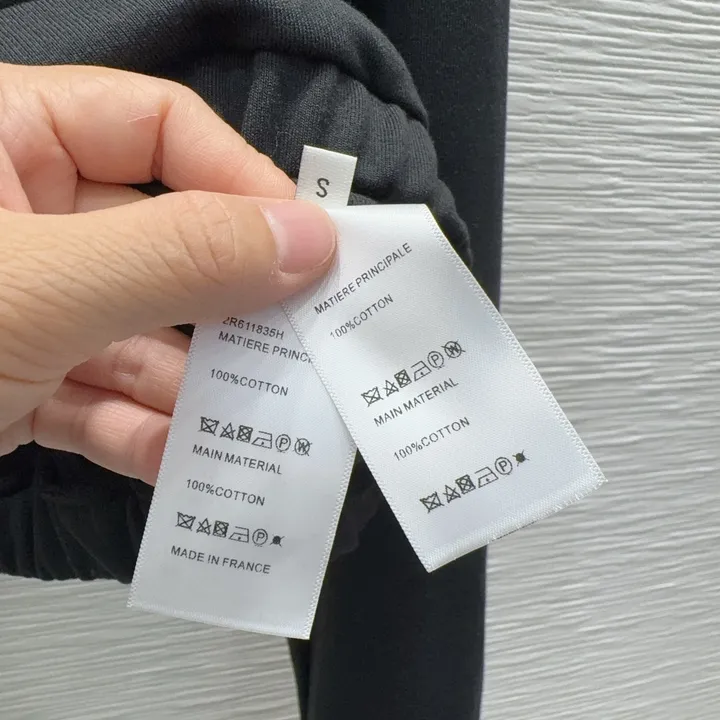 S
2R611835H
MATIERE PRINC
100%COTTON
MAIN MATERIAL
100%COTTON
MADE IN FRANCE
MATIERE PRINCIPALE
100%COTTON
MAIN MATERIAL
100%COTTON